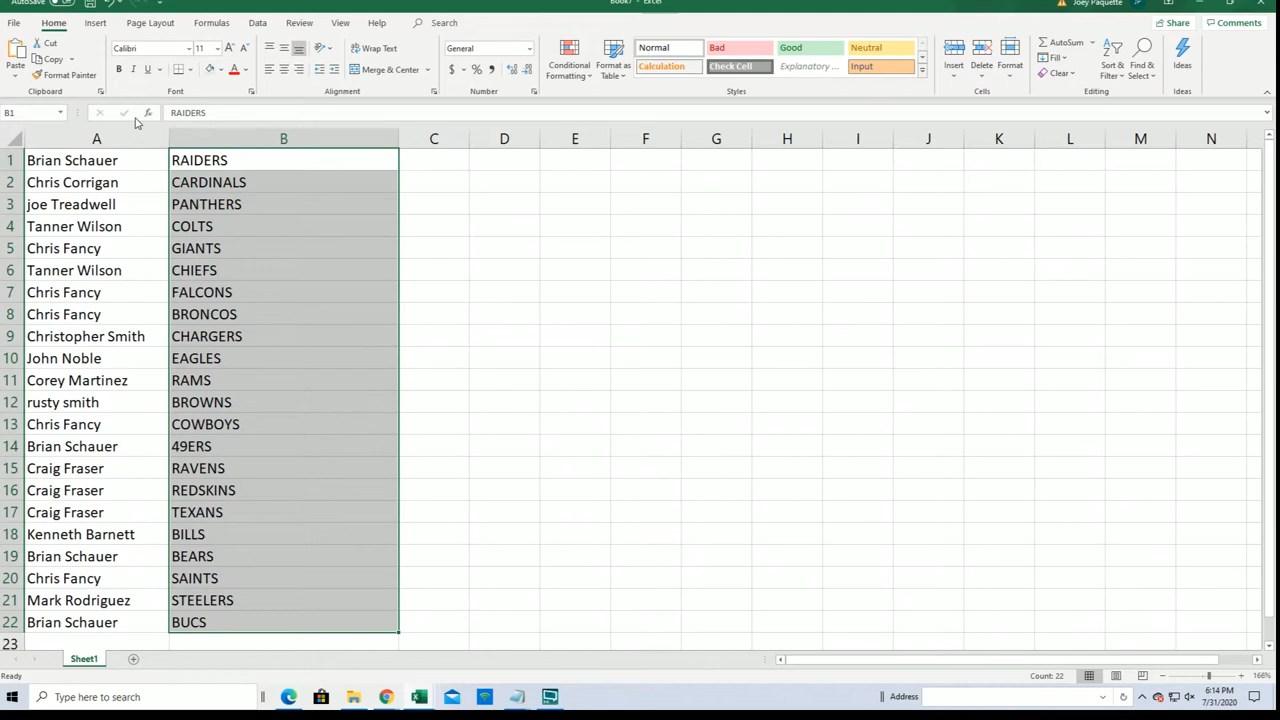 AutoSave Off
Book7 - Excel
Joey Paquette JP
File Home Insert Page Layout Formulas Data Review View Help Search
Share Comments
Paste Cut Copy Format Painter
Calibri 11
Wrap Text
Merge & Center
General
Conditional Formatting
Format as Table
Normal Bad Good Neutral
Calculation Check Cell Explanatory ... Input
Insert Delete Format
AutoSum
Fill
Clear
Sort & Filter
Find & Select
Ideas
Clipboard Font Alignment Number Styles Cells Editing Ideas
B1 fx RAIDERS
A B C D E F G H I J K L M N
1 Brian Schauer RAIDERS
2 Chris Corrigan CARDINALS
3 joe Treadwell PANTHERS
4 Tanner Wilson COLTS
5 Chris Fancy GIANTS
6 Tanner Wilson CHIEFS
7 Chris Fancy FALCONS
8 Chris Fancy BRONCOS
9 Christopher Smith CHARGERS
10 John Noble EAGLES
11 Corey Martinez RAMS
12 rusty smith BROWNS
13 Chris Fancy COWBOYS
14 Brian Schauer 49ERS
15 Craig Fraser RAVENS
16 Craig Fraser REDSKINS
17 Craig Fraser TEXANS
18 Kenneth Barnett BILLS
19 Brian Schauer BEARS
20 Chris Fancy SAINTS
21 Mark Rodriguez STEELERS
22 Brian Schauer BUCS
23
Sheet1
Ready
Count: 22
166%
Type here to search
Address
6:14 PM
7/31/2020